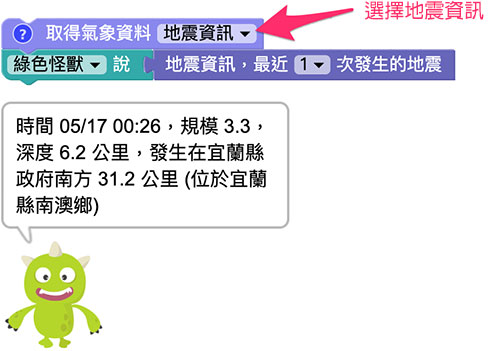 選擇地震資訊
? 取得氣象資料 地震資訊
綠色怪獸 說 地震資訊，最近 1 次發生的地震
時間 05/17 00:26，規模 3.3，
深度 6.2 公里，發生在宜蘭縣
政府南方 31.2 公里 (位於宜蘭
縣南澳鄉)